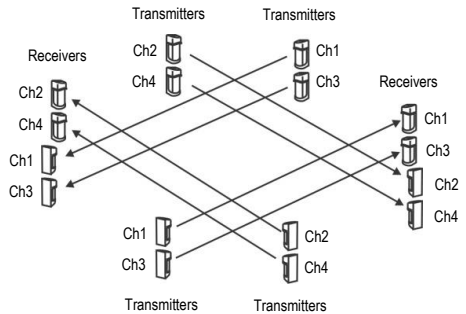 Transmitters Transmitters
Ch2 Ch1
Receivers
Ch4 Ch3
Receivers
Ch2
Ch1
Ch4
Ch3
Ch1
Ch2
Ch3
Ch4
Ch1 Ch2
Ch3 Ch4
Transmitters Transmitters